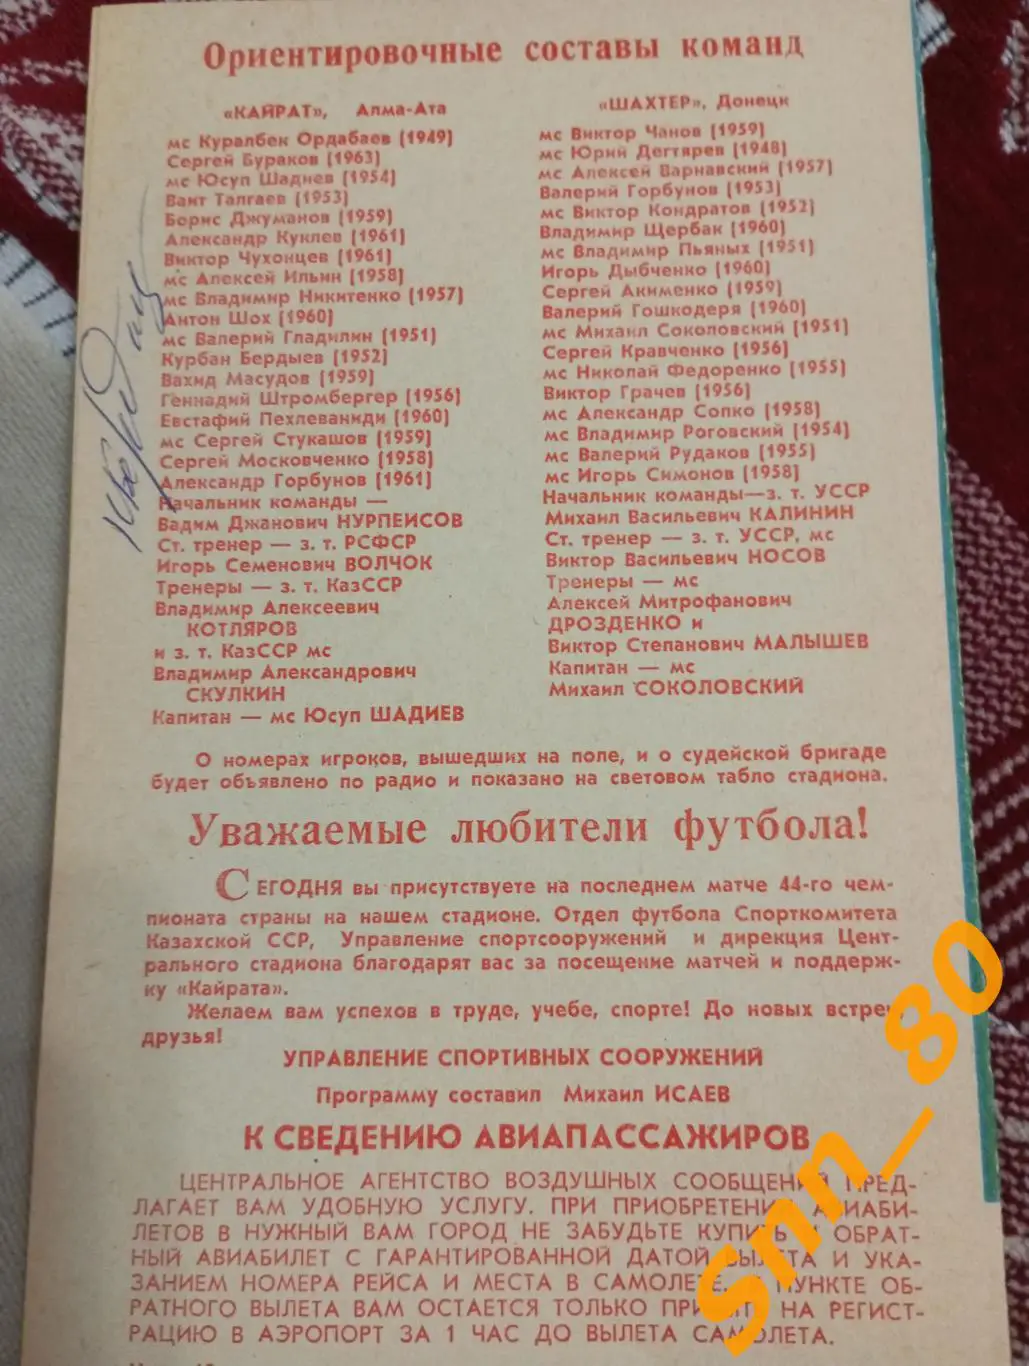 Ориентировочные составы команд
«КАЙРАТ», Алма-Ата
мс Куралбек Ордабаев (1949)
Сергей Бураков (1963)
мс Юсуп Шадиев (1954)
Ваит Талгаев (1953)
Борис Джуманов (1959)
Александр Куклев (1961)
Виктор Чухонцев (1961)
мс Алексей Ильин (1958)
мс Владимир Никитенко (1957)
Антон Шох (1960)
мс Валерий Гладилин (1951)
Курбан Бердыев (1952)
Вахид Масудов (1959)
Геннадий Штромбергер (1956)
Евстафий Пехлеваниди (1960)
мс Сергей Стукашов (1959)
Сергей Московченко (1958)
Александр Горбунов (1961)
Начальник команды —
Вадим Джанович НУРПЕИСОВ
Ст. тренер — з. т. РСФСР
Игорь Семенович ВОЛЧОК
Тренеры — з. т. КазССР
Владимир Алексеевич
КОТЛЯРОВ
и з. т. КазССР мс
Владимир Александрович
СКУЛКИН
Капитан — мс Юсуп ШАДИЕВ
«ШАХТЕР», Донецк
мс Виктор Чанов (1959)
мс Юрий Дегтярев (1948)
мс Алексей Варнавский (1957)
Валерий Горбунов (1953)
мс Виктор Кондратов (1952)
Владимир Щербак (1960)
мс Владимир Пьяных (1951)
Игорь Дыбченко (1960)
Сергей Акименко (1959)
Валерий Гошкодеря (1960)
мс Михаил Соколовский (1951)
Сергей Кравченко (1956)
мс Николай Федоренко (1955)
Виктор Грачев (1956)
мс Александр Сопко (1958)
мс Владимир Роговский (1954)
мс Валерий Рудаков (1955)
мс Игорь Симонов (1958)
Начальник команды—з. т. УССР
Михаил Васильевич КАЛИНИН
Ст. тренер — з. т. УССР, мс
Виктор Васильевич НОСОВ
Тренеры — мс
Алексей Митрофанович
ДРОЗДЕНКО и
Виктор Степанович МАЛЫШЕВ
Капитан — мс
Михаил СОКОЛОВСКИЙ
О номерах игроков, вышедших на поле, и о судейской бригаде
будет объявлено по радио и показано на световом табло стадиона.
Уважаемые любители футбола!
СЕГОДНЯ вы присутствуете на последнем матче 44-го чем-
пионата страны на нашем стадионе. Отдел футбола Спорткомитета
Казахской ССР, Управление спортсооружений и дирекция Цент-
рального стадиона благодарят вас за посещение матчей и поддерж-
ку «Кайрата».
Желаем вам успехов в труде, учебе, спорте! До новых встреч,
друзья!
УПРАВЛЕНИЕ СПОРТИВНЫХ СООРУЖЕНИЙ
Программу составил Михаил ИСАЕВ
К СВЕДЕНИЮ АВИАПАССАЖИРОВ
ЦЕНТРАЛЬНОЕ АГЕНТСТВО ВОЗДУШНЫХ СООБЩЕНИЙ ПРЕД-
ЛАГАЕТ ВАМ УДОБНУЮ УСЛУГУ. ПРИ ПРИОБРЕТЕНИИ АВИАБИ-
ЛЕТОВ В НУЖНЫЙ ВАМ ГОРОД НЕ ЗАБУДЬТЕ КУПИТЬ И ОБРАТ-
НЫЙ АВИАБИЛЕТ С ГАРАНТИРОВАННОЙ ДАТОЙ ВЫЛЕТА И УКА-
ЗАНИЕМ НОМЕРА РЕЙСА И МЕСТА В САМОЛЕТЕ. В ПУНКТЕ ОБ-
РАТНОГО ВЫЛЕТА ВАМ ОСТАЕТСЯ ТОЛЬКО ПРИБЫТЬ НА РЕГИСТ-
РАЦИЮ В АЭРОПОРТ ЗА 1 ЧАС ДО ВЫЛЕТА САМОЛЕТА.
snn_80